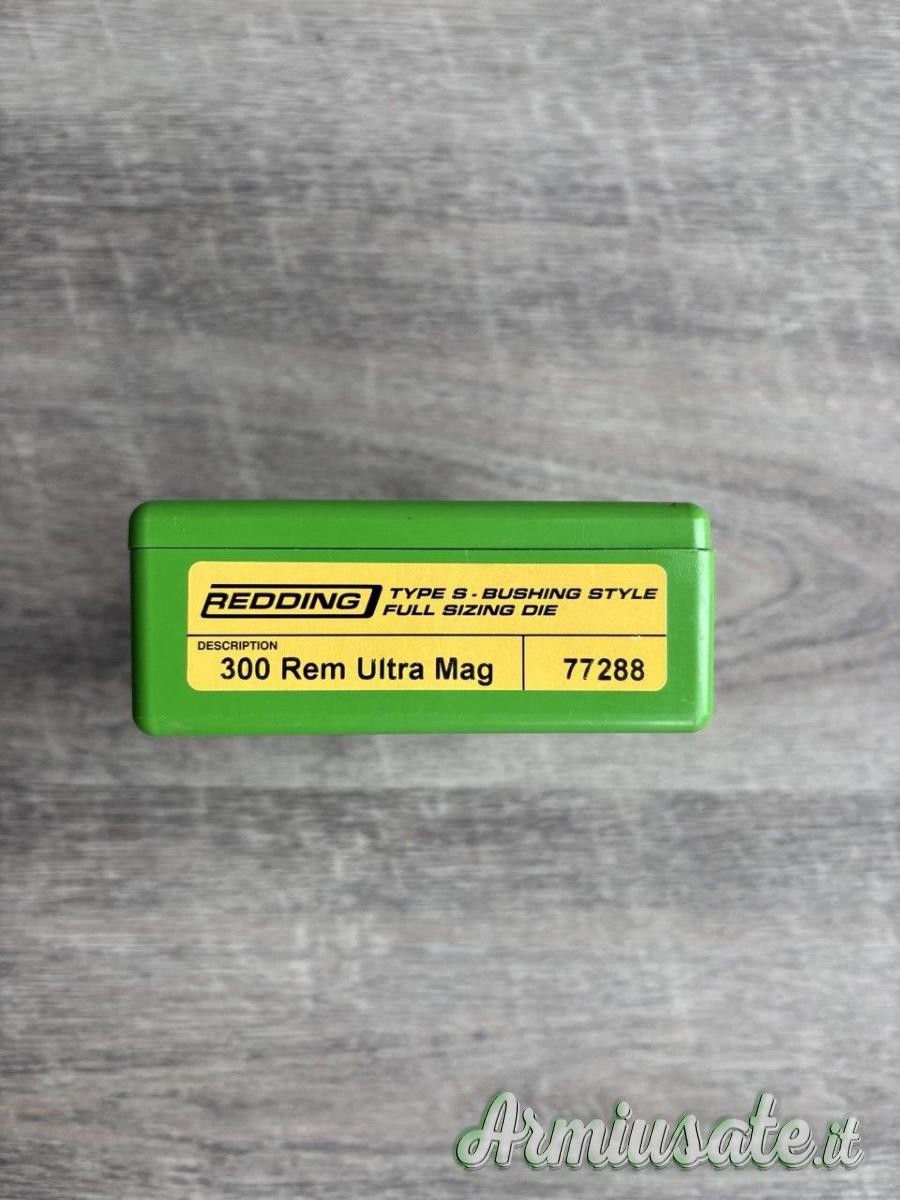 REDDING TYPE S - BUSHING STYLE
FULL SIZING DIE
DESCRIPTION
300 Rem Ultra Mag 77288
Armiusate.it